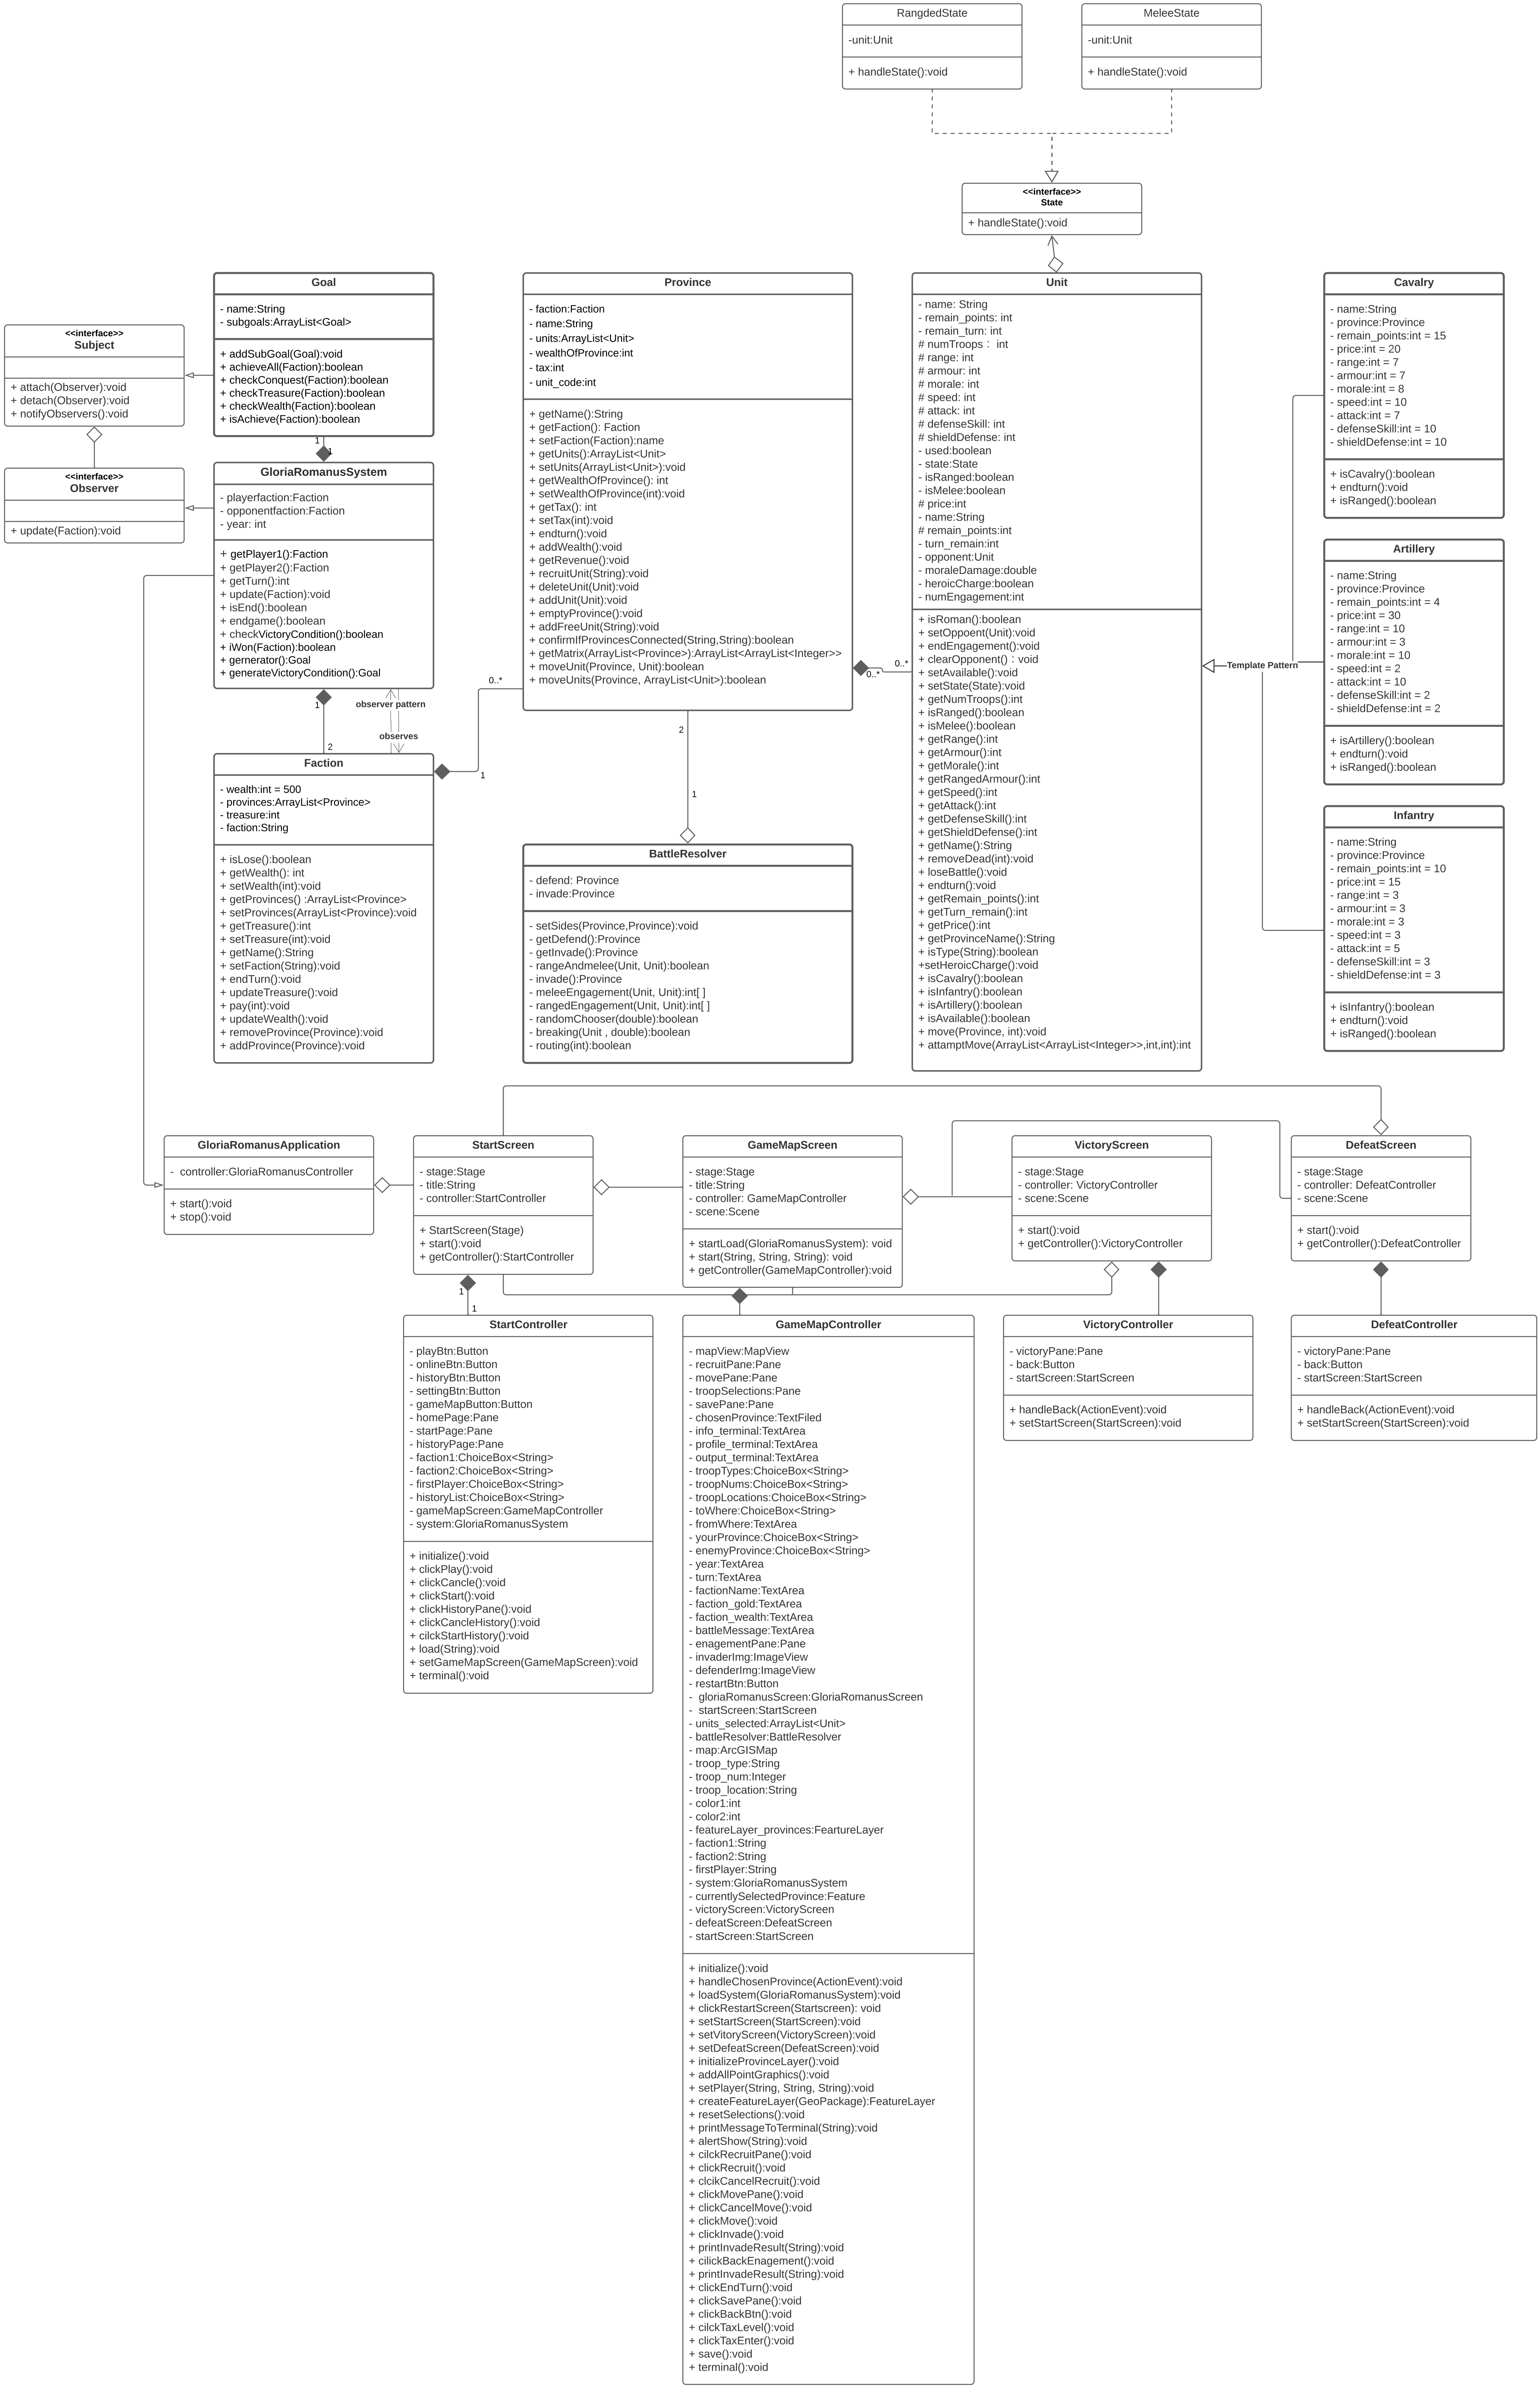 RangdedState
-unit:Unit
+ handleState():void
MeleeState
-unit:Unit
+ handleState():void
<<interface>>
State
+ handleState():void
<<interface>>
Subject
+ attach(Observer):void
+ detach(Observer):void
+ notifyObservers():void
<<interface>>
Observer
+ update(Faction):void
Goal
- name:String
- subgoals:ArrayList<Goal>
+ addSubGoal(Goal):void
+ achieveAll(Faction):boolean
+ checkConquest(Faction):boolean
+ checkTreasure(Faction):boolean
+ checkWealth(Faction):boolean
+ isAchieve(Faction):boolean
1
1
GloriaRomanusSystem
- playerfaction:Faction
- opponentfaction:Faction
- year: int
+ getPlayer1():Faction
+ getPlayer2():Faction
+ getTurn():int
+ update(Faction):void
+ isEnd():boolean
+ endgame():boolean
+ checkVictoryCondition():boolean
+ iWon(Faction):boolean
+ gernerator():Goal
+ generateVictoryCondition():Goal
1
observer pattern
observes
2
Faction
- wealth:int = 500
- provinces:ArrayList<Province>
- treasure:int
- faction:String
+ isLose():boolean
+ getWealth(): int
+ setWealth(int):void
+ getProvinces() :ArrayList<Province>
+ setProvinces(ArrayList<Province):void
+ getTreasure():int
+ setTreasure(int):void
+ getName():String
+ setFaction(String):void
+ endTurn():void
+ updateTreasure():void
+ pay(int):void
+ updateWealth():void
+ removeProvince(Province):void
+ addProvince(Province):void
0..*
1
Province
- faction:Faction
- name:String
- units:ArrayList<Unit>
- wealthOfProvince:int
- tax:int
- unit_code:int
+ getName():String
+ getFaction(): Faction
+ setFaction(Faction):name
+ getUnits():ArrayList<Unit>
+ setUnits(ArrayList<Unit>):void
+ getWealthOfProvince(): int
+ setWealthOfProvince(int):void
+ getTax(): int
+ setTax(int):void
+ endturn():void
+ addWealth():void
+ getRevenue():void
+ recruitUnit(String):void
+ deleteUnit(Unit):void
+ addUnit(Unit):void
+ emptyProvince():void
+ addFreeUnit(String):void
+ confirmIfProvincesConnected(String,String):boolean
+ getMatrix(ArrayList<Province>):ArrayList<ArrayList<Integer>>
+ moveUnit(Province, Unit):boolean
+ moveUnits(Province, ArrayList<Unit>):boolean
0..*
0..*
2
1
BattleResolver
- defend: Province
- invade:Province
- setSides(Province,Province):void
- getDefend():Province
- getInvade():Province
- rangeAndmelee(Unit, Unit):boolean
- invade():Province
- meleeEngagement(Unit, Unit):int[ ]
- rangedEngagement(Unit, Unit):int[ ]
- randomChooser(double):boolean
- breaking(Unit , double):boolean
- routing(int):boolean
Unit
- name: String
- remain_points: int
- remain_turn: int
# numTroops： int
# range: int
# armour: int
# morale: int
# speed: int
# attack: int
# defenseSkill: int
# shieldDefense: int
- used:boolean
- state:State
- isRanged:boolean
- isMelee:boolean
# price:int
- name:String
# remain_points:int
- turn_remain:int
- opponent:Unit
- moraleDamage:double
- heroicCharge:boolean
- numEngagement:int
+ isRoman():boolean
+ setOppoent(Unit):void
+ endEngagement():void
+ clearOpponent()：void
+ setAvailable():void
+ setState(State):void
+ getNumTroops():int
+ isRanged():boolean
+ isMelee():boolean
+ getRange():int
+ getArmour():int
+ getMorale():int
+ getRangedArmour():int
+ getSpeed():int
+ getAttack():int
+ getDefenseSkill():int
+ getShieldDefense():int
+ getName():String
+ removeDead(int):void
+ loseBattle():void
+ endturn():void
+ getRemain_points():int
+ getTurn_remain():int
+ getPrice():int
+ getProvinceName():String
+ isType(String):boolean
+setHeroicCharge():void
+ isCavalry():boolean
+ isInfantry():boolean
+ isArtillery():boolean
+ isAvailable():boolean
+ move(Province, int):void
+ attamptMove(ArrayList<ArrayList<Integer>>,int,int):int
Template Pattern
Cavalry
- name:String
- province:Province
- remain_points:int = 15
- price:int = 20
- range:int = 7
- armour:int = 7
- morale:int = 8
- speed:int = 10
- attack:int = 7
- defenseSkill:int = 10
- shieldDefense:int = 10
+ isCavalry():boolean
+ endturn():void
+ isRanged():boolean
Artillery
- name:String
- province:Province
- remain_points:int = 4
- price:int = 30
- range:int = 10
- armour:int = 3
- morale:int = 10
- speed:int = 2
- attack:int = 10
- defenseSkill:int = 2
- shieldDefense:int = 2
+ isArtillery():boolean
+ endturn():void
+ isRanged():boolean
Infantry
- name:String
- province:Province
- remain_points:int = 10
- price:int = 15
- range:int = 3
- armour:int = 3
- morale:int = 3
- speed:int = 3
- attack:int = 5
- defenseSkill:int = 3
- shieldDefense:int = 3
+ isInfantry():boolean
+ endturn():void
+ isRanged():boolean
GloriaRomanusApplication
- controller:GloriaRomanusController
+ start():void
+ stop():void
StartScreen
- stage:Stage
- title:String
- controller:StartController
+ StartScreen(Stage)
+ start():void
+ getController():StartController
1
1
GameMapScreen
- stage:Stage
- title:String
- controller: GameMapController
- scene:Scene
+ startLoad(GloriaRomanusSystem): void
+ start(String, String, String): void
+ getController(GameMapController):void
VictoryScreen
- stage:Stage
- controller: VictoryController
- scene:Scene
+ start():void
+ getController():VictoryController
DefeatScreen
- stage:Stage
- controller: DefeatController
- scene:Scene
+ start():void
+ getController():DefeatController
StartController
- playBtn:Button
- onlineBtn:Button
- historyBtn:Button
- settingBtn:Button
- gameMapButton:Button
- homePage:Pane
- startPage:Pane
- historyPage:Pane
- faction1:ChoiceBox<String>
- faction2:ChoiceBox<String>
- firstPlayer:ChoiceBox<String>
- historyList:ChoiceBox<String>
- gameMapScreen:GameMapController
- system:GloriaRomanusSystem
+ initialize():void
+ clickPlay():void
+ clickCancle():void
+ clickStart():void
+ clickHistoryPane():void
+ clickCancleHistory():void
+ cilckStartHistory():void
+ load(String):void
+ setGameMapScreen(GameMapScreen):void
+ terminal():void
GameMapController
- mapView:MapView
- recruitPane:Pane
- movePane:Pane
- troopSelections:Pane
- savePane:Pane
- chosenProvince:TextFiled
- info_terminal:TextArea
- profile_terminal:TextArea
- output_terminal:TextArea
- troopTypes:ChoiceBox<String>
- troopNums:ChoiceBox<String>
- troopLocations:ChoiceBox<String>
- toWhere:ChoiceBox<String>
- fromWhere:TextArea
- yourProvince:ChoiceBox<String>
- enemyProvince:ChoiceBox<String>
- year:TextArea
- turn:TextArea
- factionName:TextArea
- faction_gold:TextArea
- faction_wealth:TextArea
- battleMessage:TextArea
- enagementPane:Pane
- invaderImg:ImageView
- defenderImg:ImageView
- restartBtn:Button
- gloriaRomanusScreen:GloriaRomanusScreen
- startScreen:StartScreen
- units_selected:ArrayList<Unit>
- battleResolver:BattleResolver
- map:ArcGISMap
- troop_type:String
- troop_num:Integer
- troop_location:String
- color1:int
- color2:int
- featureLayer_provinces:FeartureLayer
- faction1:String
- faction2:String
- firstPlayer:String
- system:GloriaRomanusSystem
- currentlySelectedProvince:Feature
- victoryScreen:VictoryScreen
- defeatScreen:DefeatScreen
- startScreen:StartScreen
+ initialize():void
+ handleChosenProvince(ActionEvent):void
+ loadSystem(GloriaRomanusSystem):void
+ clickRestartScreen(Startscreen): void
+ setStartScreen(StartScreen):void
+ setVitoryScreen(VictoryScreen):void
+ setDefeatScreen(DefeatScreen):void
+ initializeProvinceLayer():void
+ addAllPointGraphics():void
+ setPlayer(String, String, String):void
+ createFeatureLayer(GeoPackage):FeatureLayer
+ resetSelections():void
+ printMessageToTerminal(String):void
+ alertShow(String):void
+ cilckRecruitPane():void
+ clickRecruit():void
+ clcikCancelRecruit():void
+ clickMovePane():void
+ clickCancelMove():void
+ clickMove():void
+ clickInvade():void
+ printInvadeResult(String):void
+ cilickBackEnagement():void
+ printInvadeResult(String):void
+ clickEndTurn():void
+ clickSavePane():void
+ clickBackBtn():void
+ cilckTaxLevel():void
+ clickTaxEnter():void
+ save():void
+ terminal():void
VictoryController
- victoryPane:Pane
- back:Button
- startScreen:StartScreen
+ handleBack(ActionEvent):void
+ setStartScreen(StartScreen):void
DefeatController
- victoryPane:Pane
- back:Button
- startScreen:StartScreen
+ handleBack(ActionEvent):void
+ setStartScreen(StartScreen):void